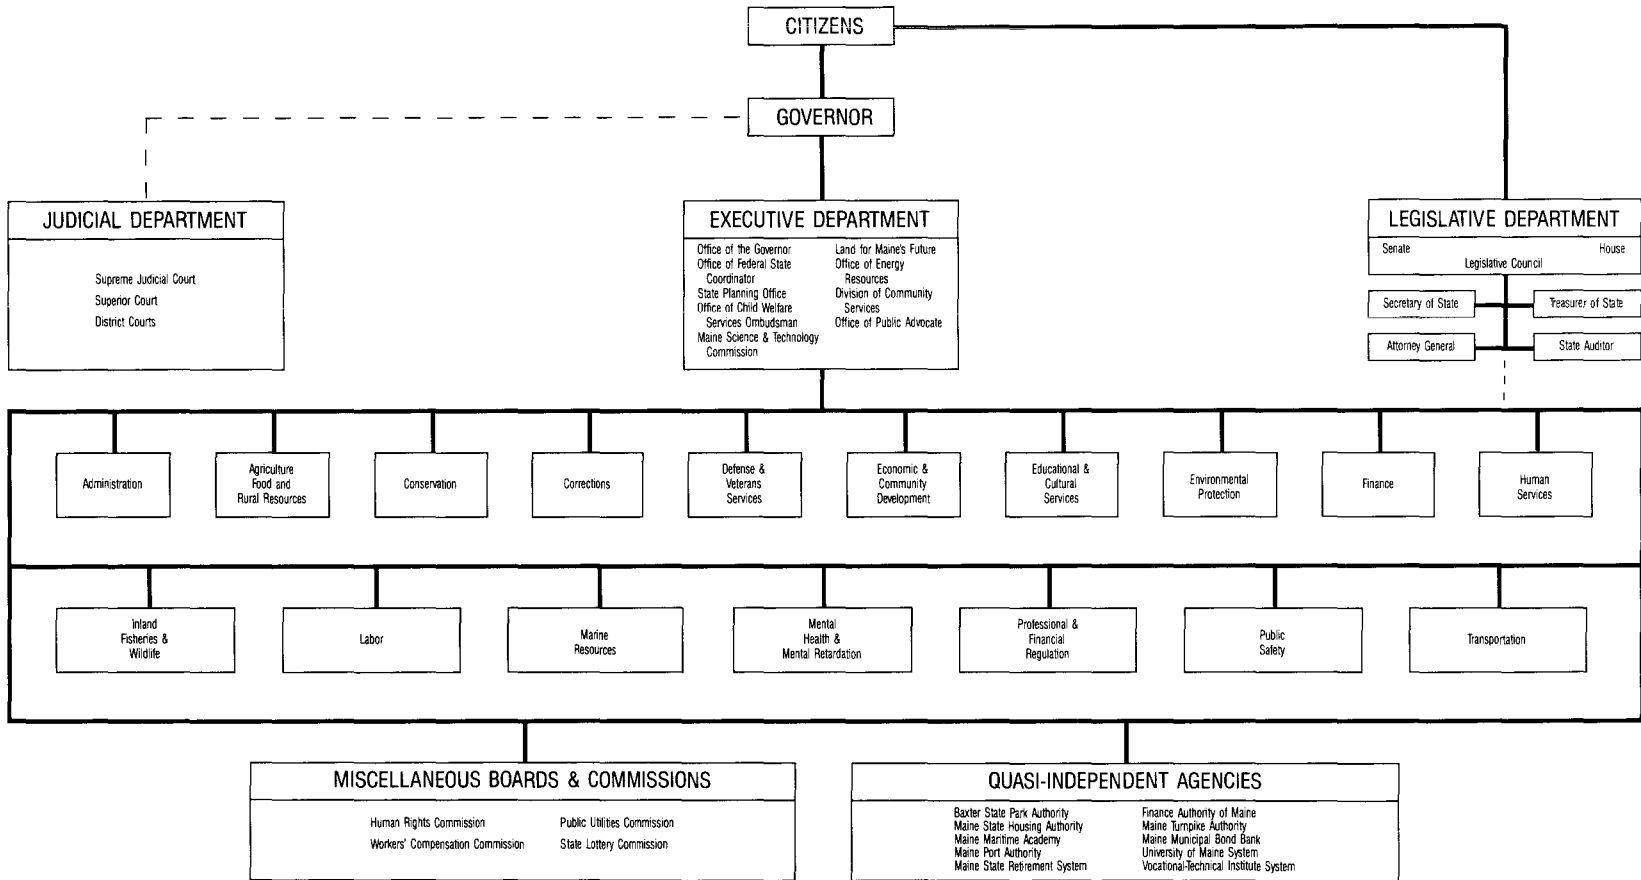 CITIZENS
GOVERNOR
JUDICIAL DEPARTMENT
Supreme Judicial Court
Superior Court
District Courts
EXECUTIVE DEPARTMENT
Office of the Governor
Office of Federal State
Coordinator
State Planning Office
Office of Child Welfare
Services Ombudsman
Maine Science & Technology
Commission
Land for Maine's Future
Office of Energy
Resources
Division of Community
Services
Office of Public Advocate
LEGISLATIVE DEPARTMENT
Senate House
Legislative Council
Secretary of State
Treasurer of State
Attorney General
State Auditor
Administration
Agriculture
Food and
Rural Resources
Conservation
Corrections
Defense &
Veterans
Services
Economic &
Community
Development
Educational &
Cultural
Services
Environmental
Protection
Finance
Human
Services
Inland
Fisheries &
Wildlife
Labor
Marine
Resources
Mental
Health &
Mental Retardation
Professional &
Financial
Regulation
Public
Safety
Transportation
MISCELLANEOUS BOARDS & COMMISSIONS
Human Rights Commission
Workers' Compensation Commission
Public Utilities Commission
State Lottery Commission
QUASI-INDEPENDENT AGENCIES
Baxter State Park Authority
Maine State Housing Authority
Maine Maritime Academy
Maine Port Authority
Maine State Retirement System
Finance Authority of Maine
Maine Turnpike Authority
Maine Municipal Bond Bank
University of Maine System
Vocational-Technical Institute System